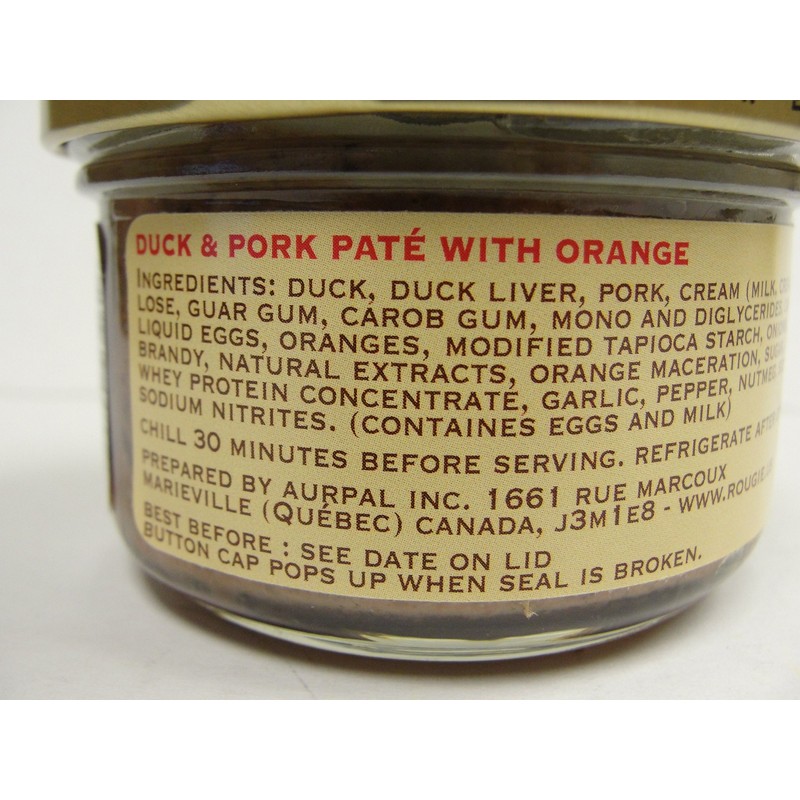 DUCK & PORK PATÉ WITH ORANGE
INGREDIENTS: DUCK, DUCK LIVER, PORK, CREAM (MILK,
LOSE, GUAR GUM, CAROB GUM, MONO AND DIGLYCERIDES,
LIQUID EGGS, ORANGES, MODIFIED TAPIOCA STARCH,
BRANDY, NATURAL EXTRACTS, ORANGE MACERATION,
WHEY PROTEIN CONCENTRATE, GARLIC, PEPPER, NUTMEG,
SODIUM NITRITES. (CONTAINES EGGS AND MILK)
CHILL 30 MINUTES BEFORE SERVING. REFRIGERATE AFTER
PREPARED BY AURPAL INC. 1661 RUE MARCOUX
MARIEVILLE (QUÉBEC) CANADA, J3M1E8 - WWW.ROUGIE.
BEST BEFORE : SEE DATE ON LID
BUTTON CAP POPS UP WHEN SEAL IS BROKEN.